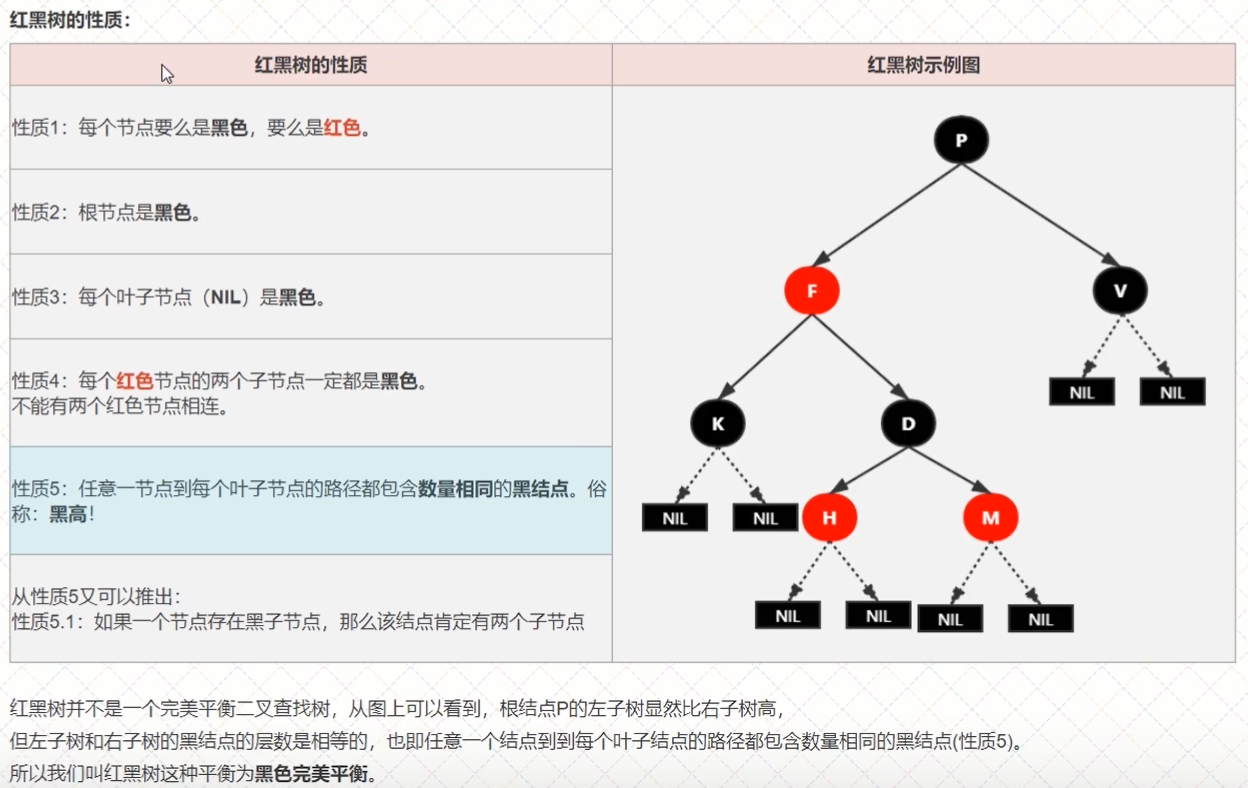 红黑树的性质：
红黑树的性质
红黑树示例图
性质1：每个节点要么是黑色，要么是红色。
性质2：根节点是黑色。
性质3：每个叶子节点（NIL）是黑色。
性质4：每个红色节点的两个子节点一定都是黑色。
不能有两个红色节点相连。
性质5：任意一节点到每个叶子节点的路径都包含数量相同的黑结点。俗
称：黑高！
从性质5又可以推出：
性质5.1：如果一个节点存在黑子节点，那么该结点肯定有两个子节点
P
F
V
NIL
NIL
K
D
NIL
NIL
H
M
NIL
NIL
NIL
NIL
红黑树并不是一个完美平衡二叉查找树，从图上可以看到，根结点P的左子树显然比右子树高，
但左子树和右子树的黑结点的层数是相等的，也即任意一个结点到到每个叶子结点的路径都包含数量相同的黑结点(性质5)。
所以我们叫红黑树这种平衡为黑色完美平衡。